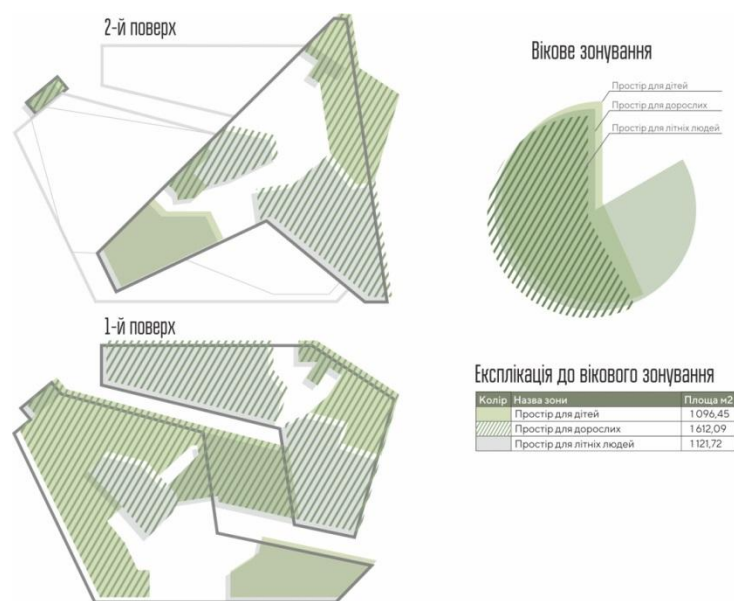 2-й поверх
Вікове зонування
Простір для дітей
Простір для дорослих
Простір для літніх людей
1-й поверх
Експлікація до вікового зонування
Колір Назва зони Площа м2
Простір для дітей 1 096,45
Простір для дорослих 1 612,09
Простір для літніх людей 1 121,72